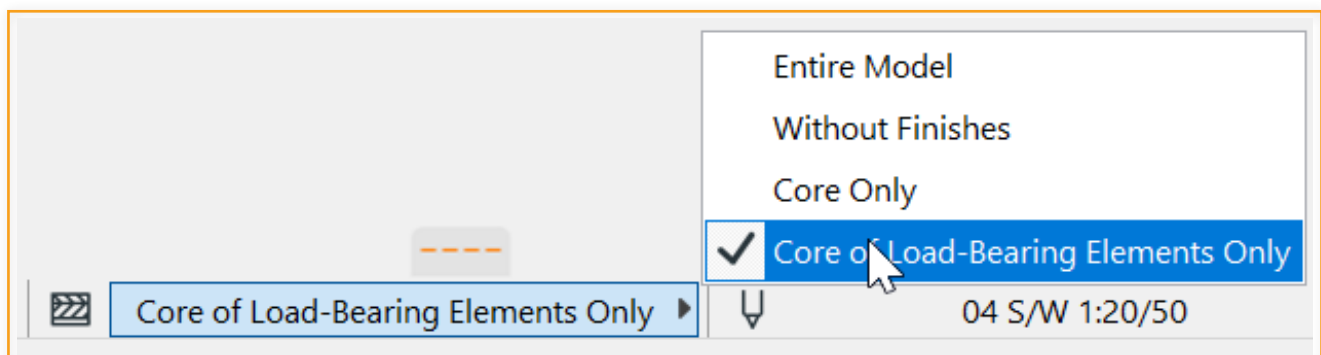 Entire Model
Without Finishes
Core Only
Core of Load-Bearing Elements Only
Core of Load-Bearing Elements Only
04 S/W 1:20/50